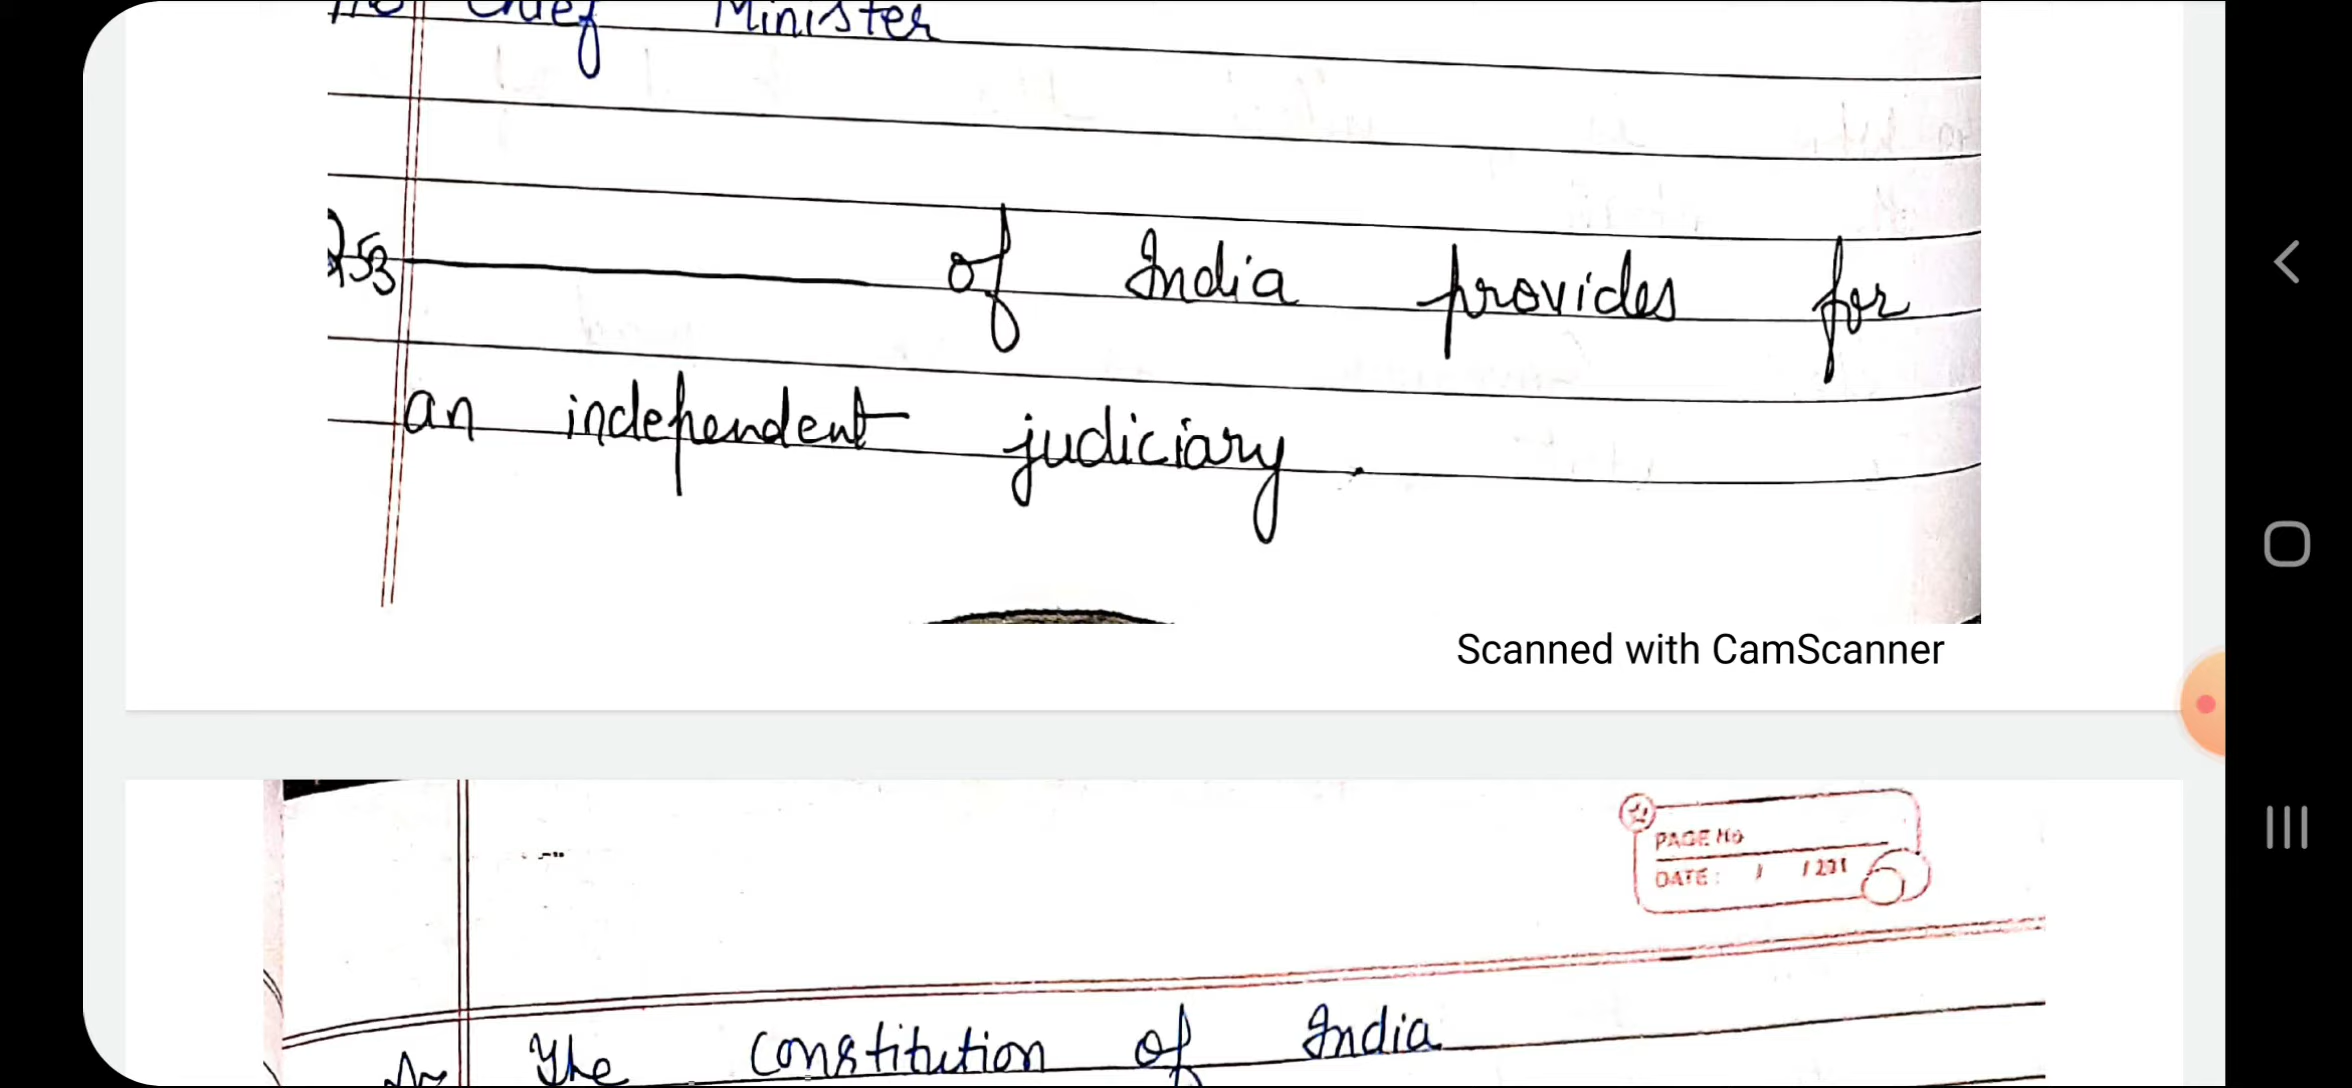 Chief Minister
Q53 of India provides for
an independent judiciary.
Scanned with CamScanner
PAGE No
DATE: / /201
The constitution of India